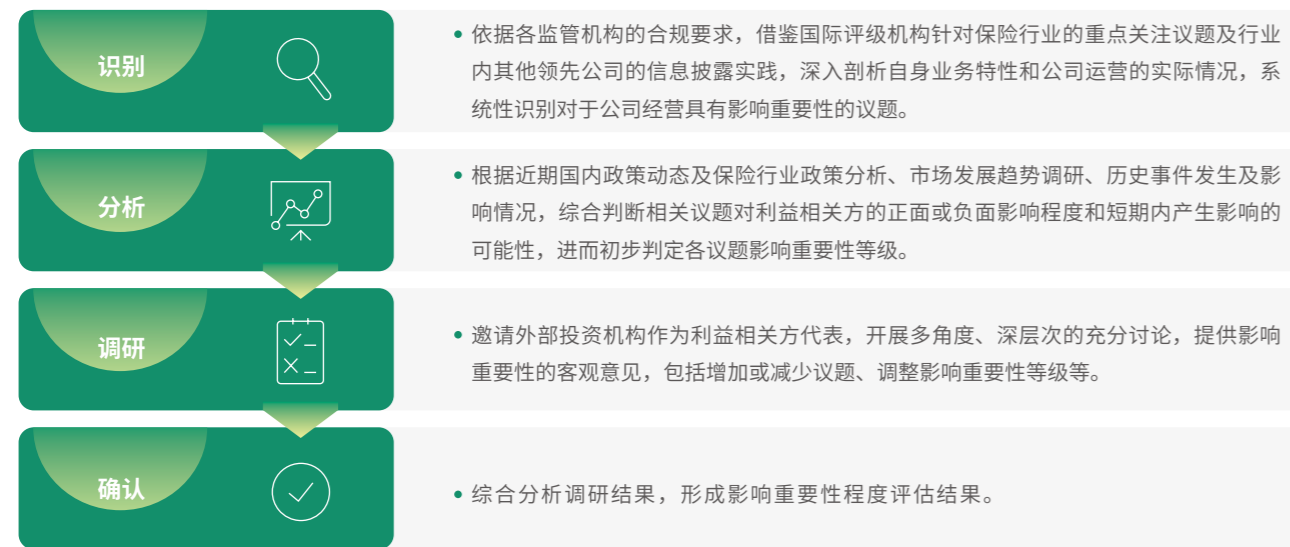 识别
• 依据各监管机构的合规要求，借鉴国际评级机构针对保险行业的重点关注议题及行业
内其他领先公司的信息披露实践，深入剖析自身业务特性和公司运营的实际情况，系
统性识别对于公司经营具有影响重要性的议题。
分析
• 根据近期国内政策动态及保险行业政策分析、市场发展趋势调研、历史事件发生及影
响情况，综合判断相关议题对利益相关方的正面或负面影响程度和短期内产生影响的
可能性，进而初步判定各议题影响重要性等级。
调研
• 邀请外部投资机构作为利益相关方代表，开展多角度、深层次的充分讨论，提供影响
重要性的客观意见，包括增加或减少议题、调整影响重要性等级等。
确认
• 综合分析调研结果，形成影响重要性程度评估结果。